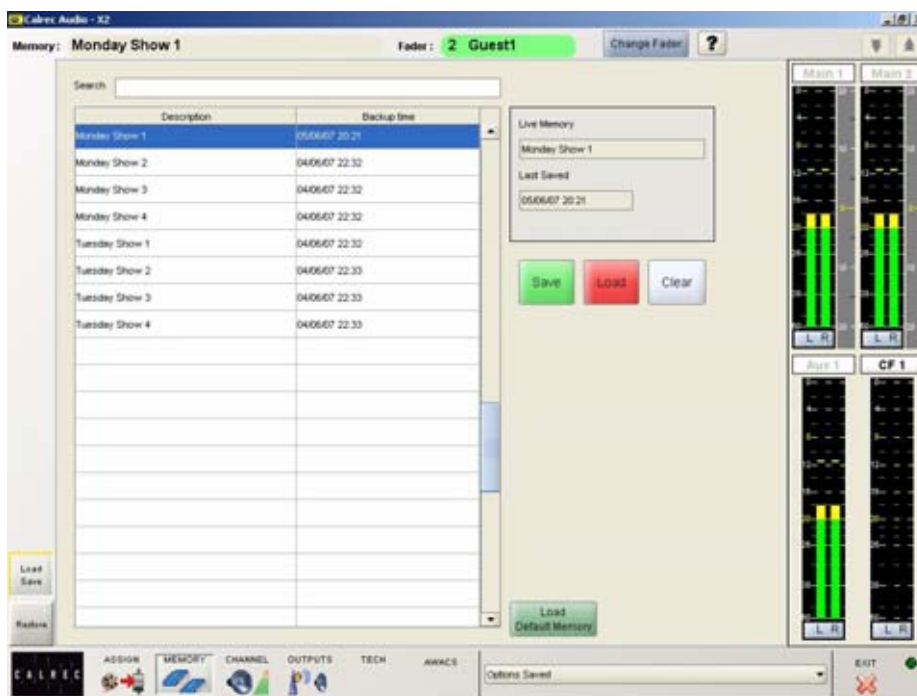 Calrec Audio - X2
Memory: Monday Show 1 Fader: 2 Guest1 Change Fader ?
Search
Description Backup time
Monday Show 1 05/06/07 20:21
Monday Show 2 04/06/07 22:32
Monday Show 3 04/06/07 22:32
Monday Show 4 04/06/07 22:32
Tuesday Show 1 04/06/07 22:32
Tuesday Show 2 04/06/07 22:33
Tuesday Show 3 04/06/07 22:33
Tuesday Show 4 04/06/07 22:33
Live Memory
Monday Show 1
Last Saved
05/06/07 20:21
Save Load Clear
Load
Default Memory
Main 1 Main 2
L R L R
Aux 1 CF 1
L R L R
Load
Save
Restore
CALREC ASSIGN MEMORY CHANNEL OUTPUTS TECH AWACS Options Saved EXIT